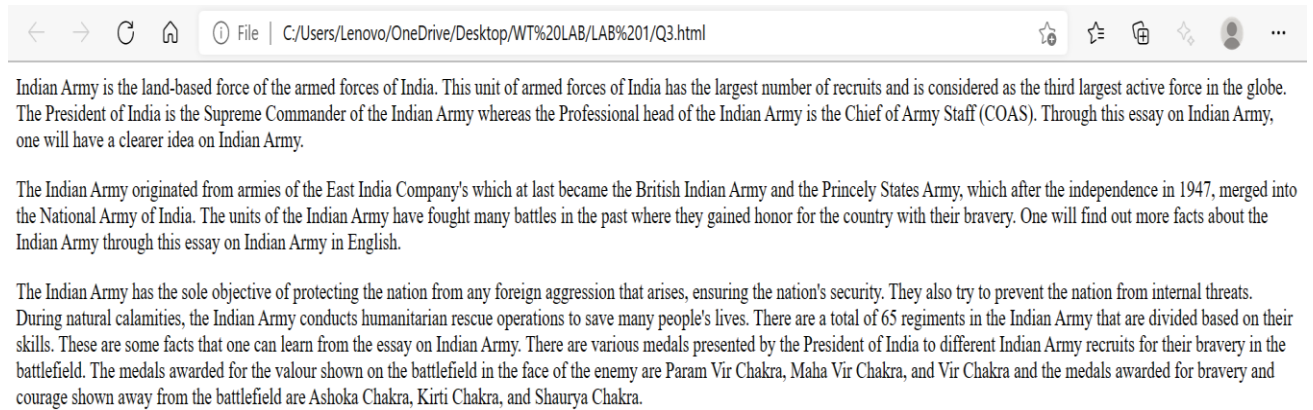 File | C:/Users/Lenovo/OneDrive/Desktop/WT%20LAB/LAB%201/Q3.html
Indian Army is the land-based force of the armed forces of India. This unit of armed forces of India has the largest number of recruits and is considered as the third largest active force in the globe.
The President of India is the Supreme Commander of the Indian Army whereas the Professional head of the Indian Army is the Chief of Army Staff (COAS). Through this essay on Indian Army,
one will have a clearer idea on Indian Army.
The Indian Army originated from armies of the East India Company's which at last became the British Indian Army and the Princely States Army, which after the independence in 1947, merged into
the National Army of India. The units of the Indian Army have fought many battles in the past where they gained honor for the country with their bravery. One will find out more facts about the
Indian Army through this essay on Indian Army in English.
The Indian Army has the sole objective of protecting the nation from any foreign aggression that arises, ensuring the nation's security. They also try to prevent the nation from internal threats.
During natural calamities, the Indian Army conducts humanitarian rescue operations to save many people's lives. There are a total of 65 regiments in the Indian Army that are divided based on their
skills. These are some facts that one can learn from the essay on Indian Army. There are various medals presented by the President of India to different Indian Army recruits for their bravery in the
battlefield. The medals awarded for the valour shown on the battlefield in the face of the enemy are Param Vir Chakra, Maha Vir Chakra, and Vir Chakra and the medals awarded for bravery and
courage shown away from the battlefield are Ashoka Chakra, Kirti Chakra, and Shaurya Chakra.